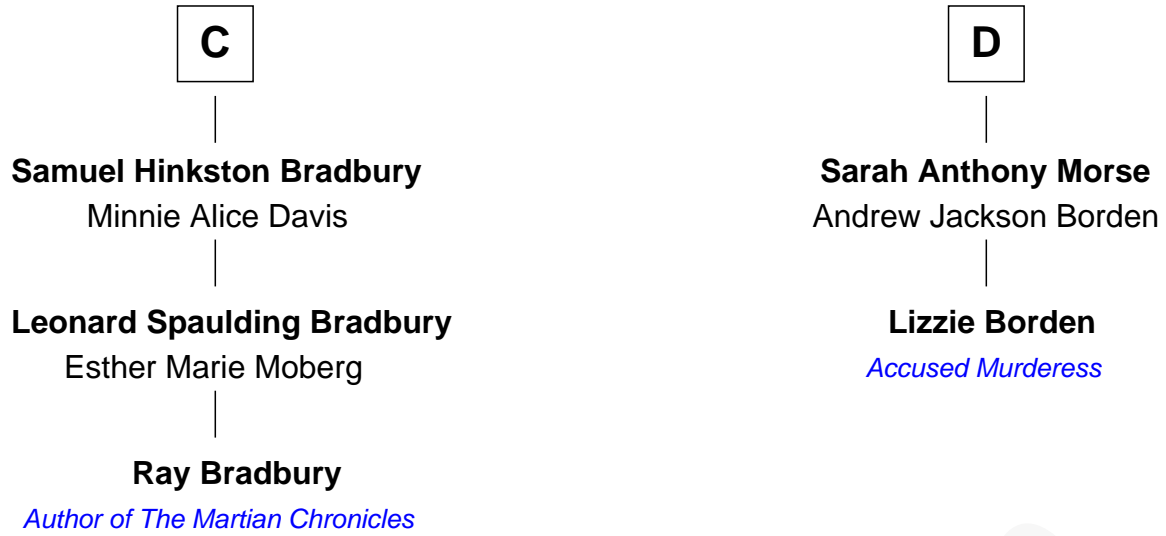 C
Samuel Hinkston Bradbury
Minnie Alice Davis
Leonard Spaulding Bradbury
Esther Marie Moberg
Ray Bradbury
Author of The Martian Chronicles
D
Sarah Anthony Morse
Andrew Jackson Borden
Lizzie Borden
Accused Murderess